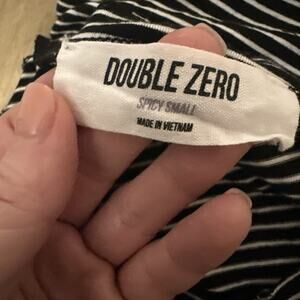 DOUBLE ZERO
SPICY SMALL
MADE IN VIETNAM